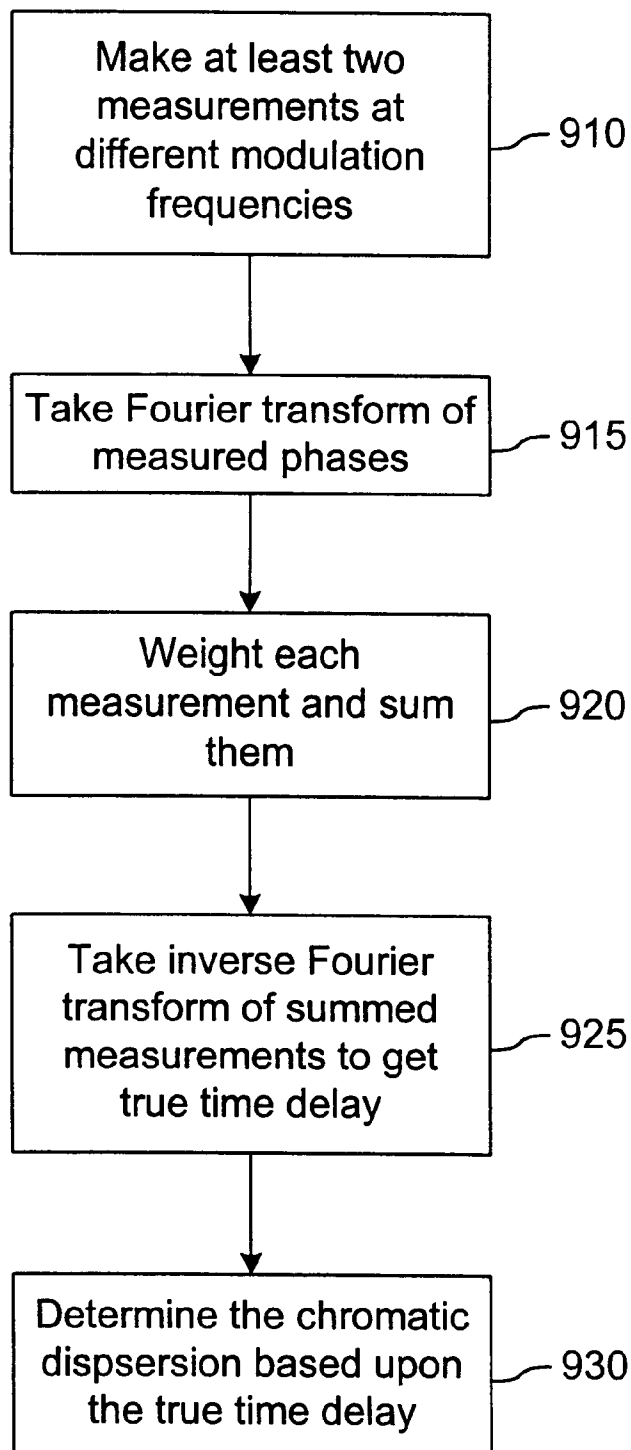 Make at least two
measurements at
different modulation
frequencies
910
Take Fourier transform of
measured phases
915
Weight each
measurement and sum
them
920
Take inverse Fourier
transform of summed
measurements to get
true time delay
925
Determine the chromatic
dispsersion based upon
the true time delay
930